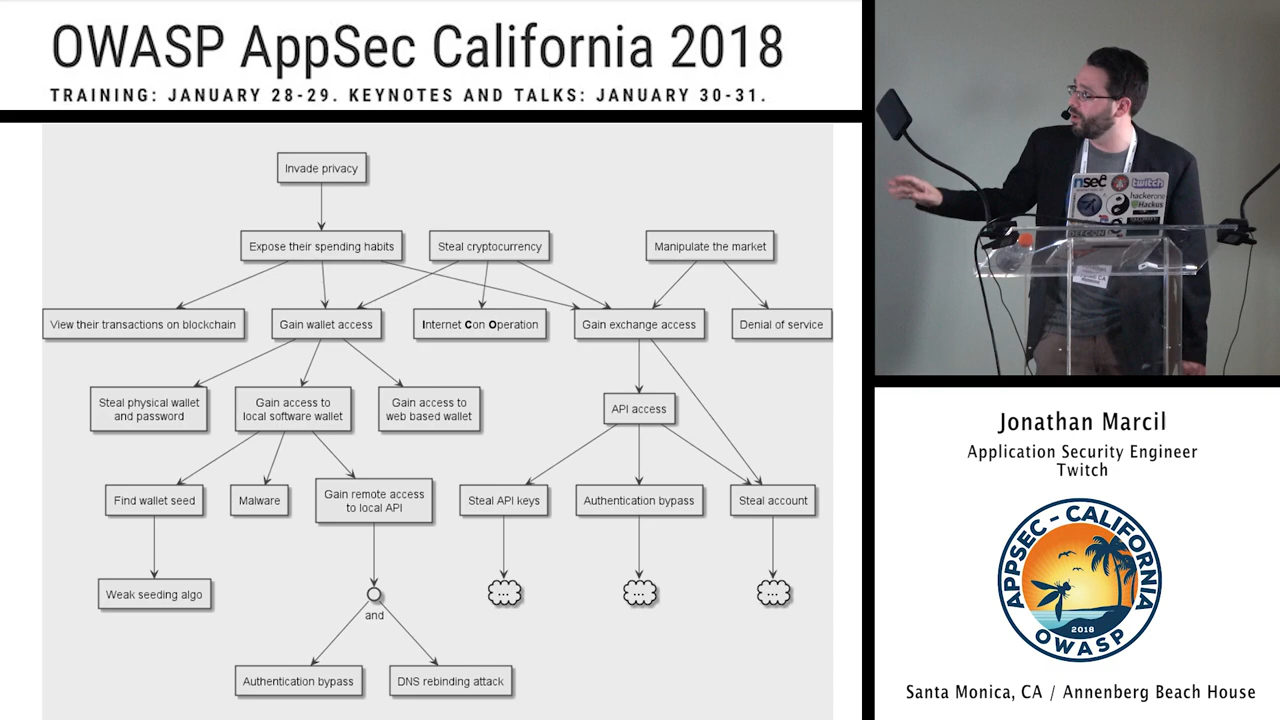 OWASP AppSec California 2018
TRAINING: JANUARY 28-29. KEYNOTES AND TALKS: JANUARY 30-31.
Invade privacy
Expose their spending habits
Steal cryptocurrency
Manipulate the market
View their transactions on blockchain
Gain wallet access
Internet Con Operation
Gain exchange access
Denial of service
Steal physical wallet
and password
Gain access to
local software wallet
Gain access to
web based wallet
API access
Find wallet seed
Malware
Gain remote access
to local API
Steal API keys
Authentication bypass
Steal account
Weak seeding algo
...
...
...
and
Authentication bypass
DNS rebinding attack
nsec
twitch
hackerone
Hackus
Jonathan Marcil
Application Security Engineer
Twitch
APPSEC - CALIFORNIA
2018
OWASP
Santa Monica, CA / Annenberg Beach House